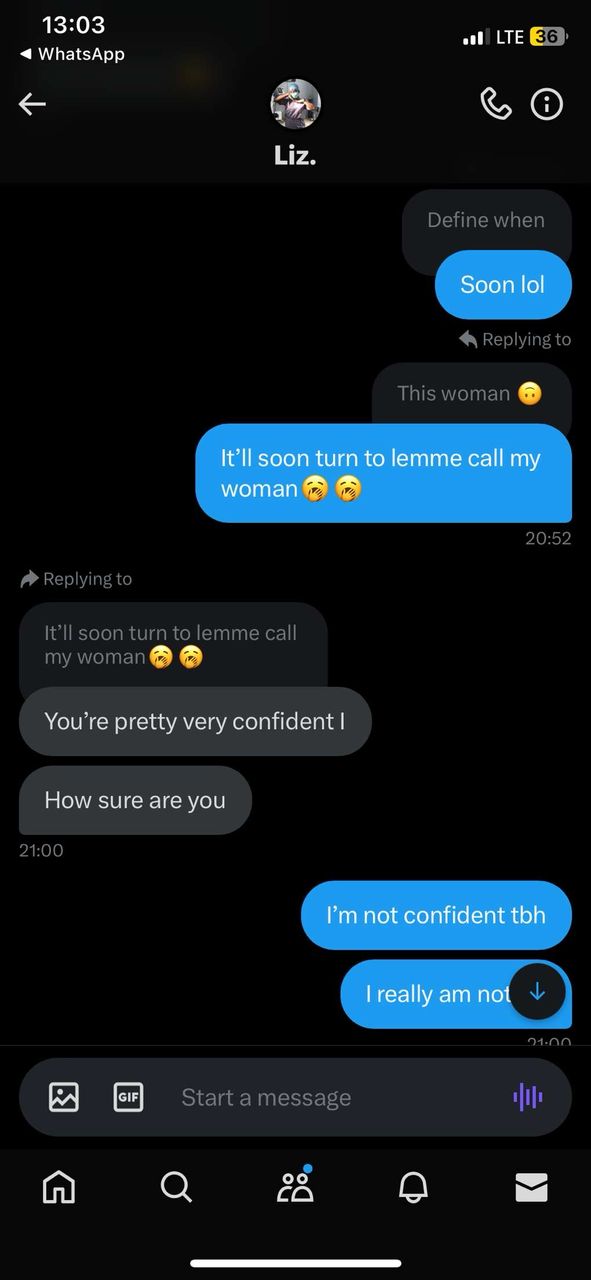 13:03
LTE 36
◀ WhatsApp
Liz.
Define when
Soon lol
Replying to
This woman 🙃
It’ll soon turn to lemme call my
woman🥱 🥱
20:52
Replying to
It’ll soon turn to lemme call
my woman🥱 🥱
You’re pretty very confident I
How sure are you
21:00
I’m not confident tbh
I really am not
21:00
GIF
Start a message